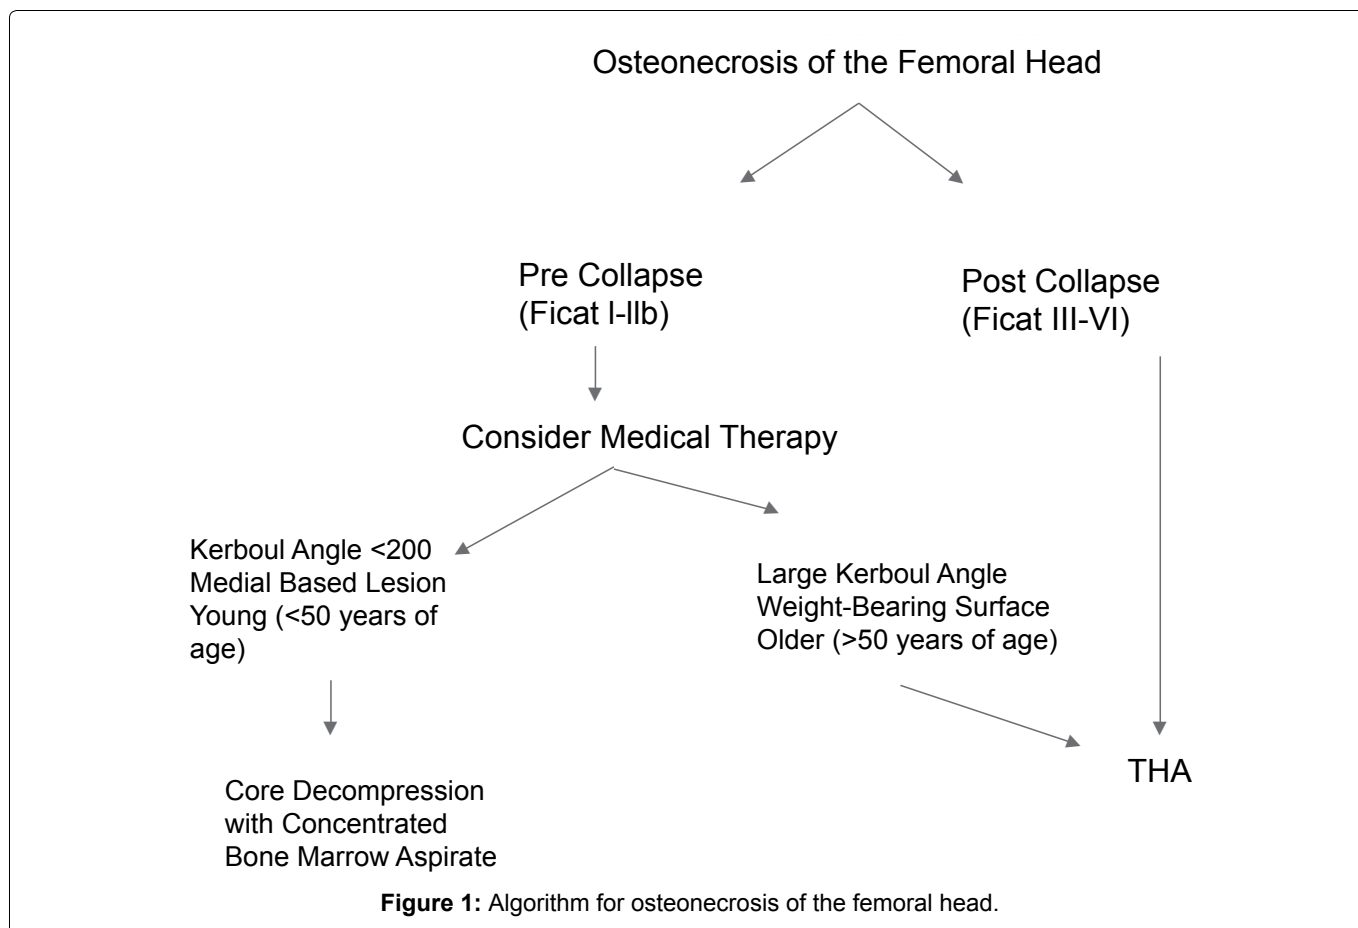 Osteonecrosis of the Femoral Head
Pre Collapse
(Ficat I-IIb)
Post Collapse
(Ficat III-VI)
Consider Medical Therapy
Kerboul Angle <200
Medial Based Lesion
Young (<50 years of
age)
Large Kerboul Angle
Weight-Bearing Surface
Older (>50 years of age)
Core Decompression
with Concentrated
Bone Marrow Aspirate
THA
Figure 1: Algorithm for osteonecrosis of the femoral head.